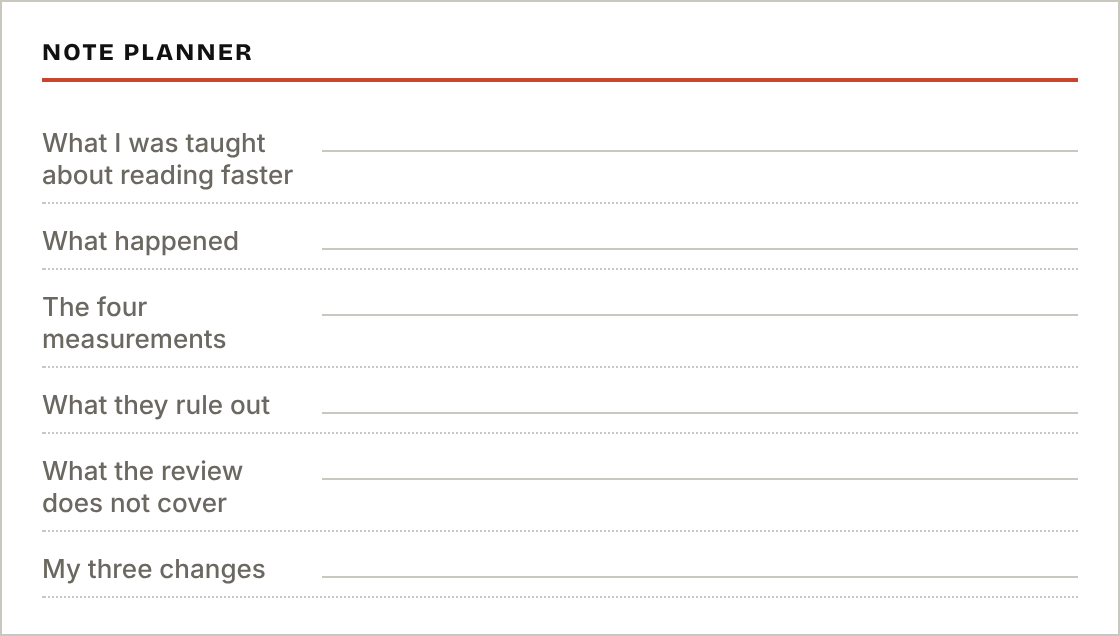 NOTE PLANNER
What I was taught
about reading faster
What happened
The four
measurements
What they rule out
What the review
does not cover
My three changes